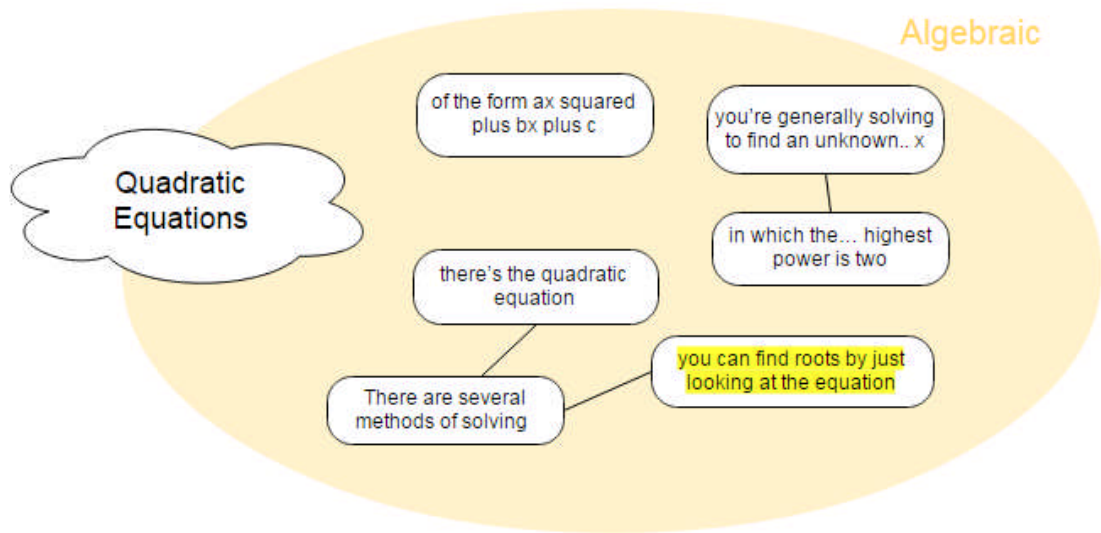 Algebraic
Quadratic
Equations
of the form ax squared
plus bx plus c
you're generally solving
to find an unknown.. x
in which the... highest
power is two
there's the quadratic
equation
you can find roots by just
looking at the equation
There are several
methods of solving